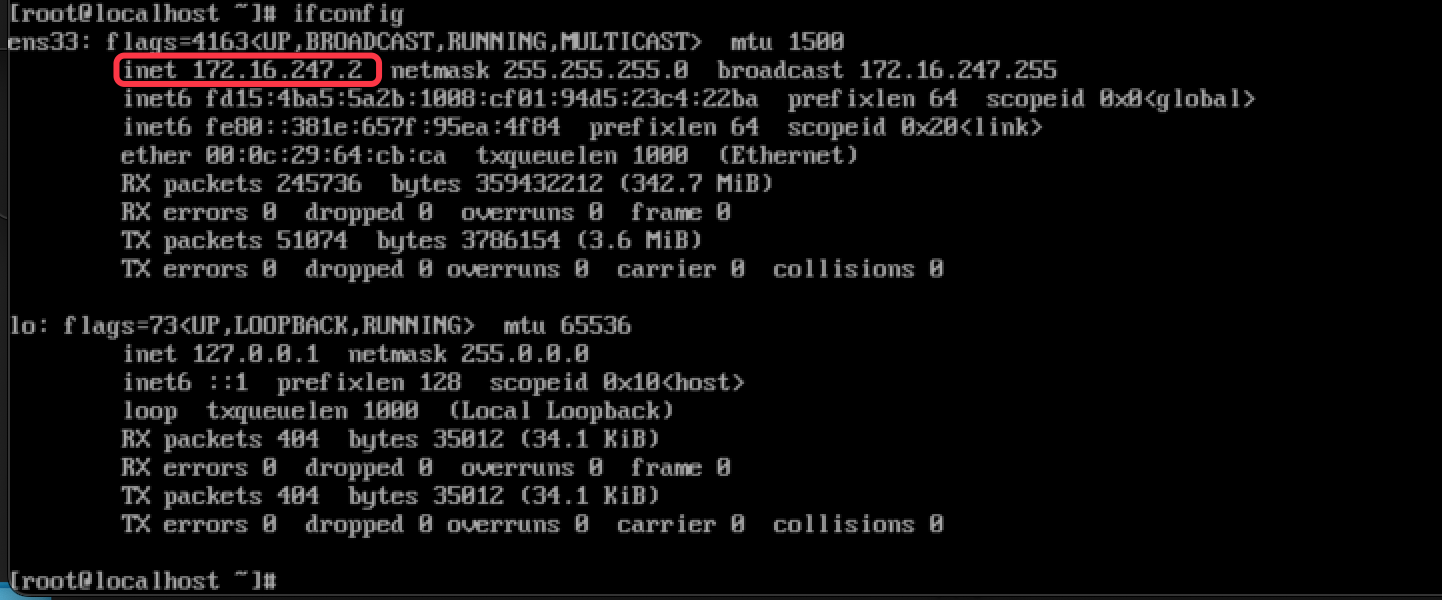 [root@localhost ~]# ifconfig
ens33: flags=4163<UP,BROADCAST,RUNNING,MULTICAST>  mtu 1500
        inet 172.16.247.2  netmask 255.255.255.0  broadcast 172.16.247.255
        inet6 fd15:4ba5:5a2b:1008:cf01:94d5:23c4:22ba  prefixlen 64  scopeid 0x0<global>
        inet6 fe80::381e:657f:95ea:4f84  prefixlen 64  scopeid 0x20<link>
        ether 00:0c:29:64:cb:ca  txqueuelen 1000  (Ethernet)
        RX packets 245736  bytes 359432212 (342.7 MiB)
        RX errors 0  dropped 0  overruns 0  frame 0
        TX packets 51074  bytes 3786154 (3.6 MiB)
        TX errors 0  dropped 0 overruns 0  carrier 0  collisions 0

lo: flags=73<UP,LOOPBACK,RUNNING>  mtu 65536
        inet 127.0.0.1  netmask 255.0.0.0
        inet6 ::1  prefixlen 128  scopeid 0x10<host>
        loop  txqueuelen 1000  (Local Loopback)
        RX packets 404  bytes 35012 (34.1 KiB)
        RX errors 0  dropped 0  overruns 0  frame 0
        TX packets 404  bytes 35012 (34.1 KiB)
        TX errors 0  dropped 0 overruns 0  carrier 0  collisions 0

[root@localhost ~]#